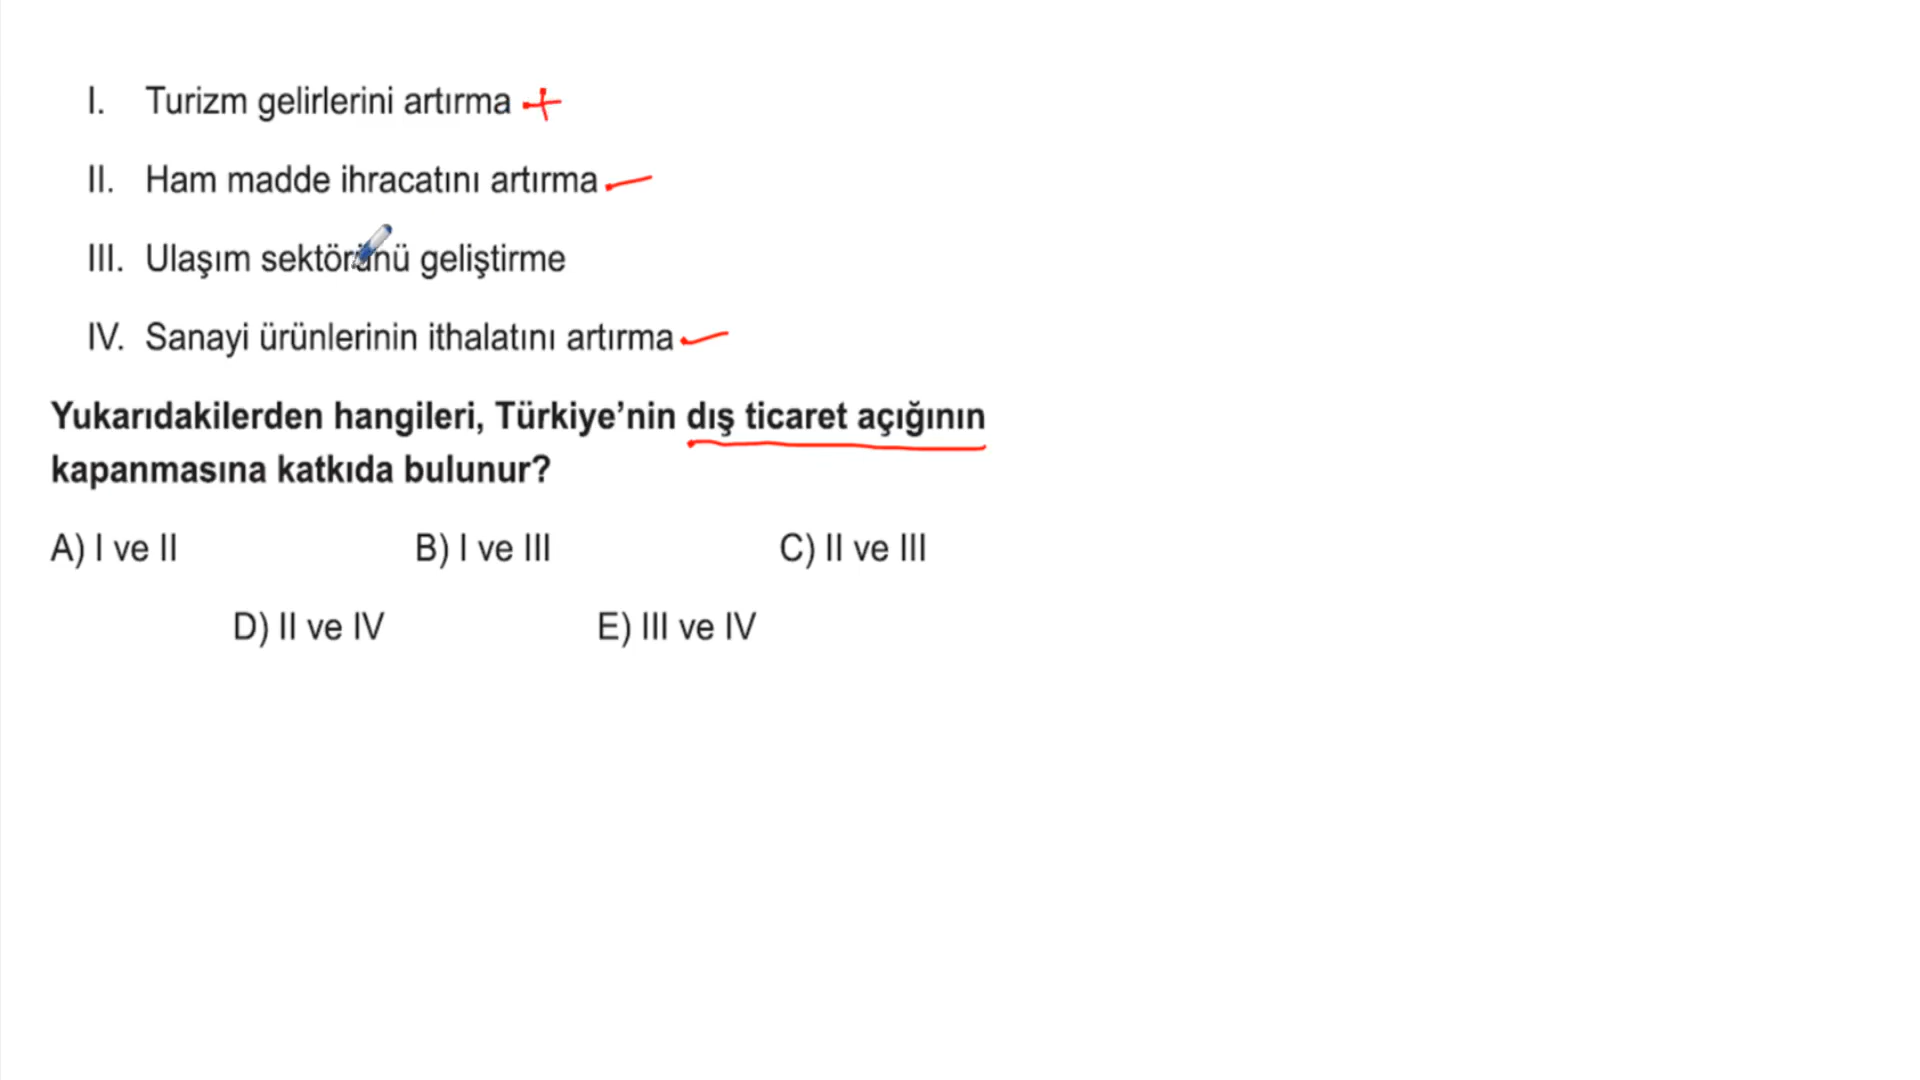 I. Turizm gelirlerini artırma +
II. Ham madde ihracatını artırma -
III. Ulaşım sektörünü geliştirme
IV. Sanayi ürünlerinin ithalatını artırma -
Yukarıdakilerden hangileri, Türkiye’nin dış ticaret açığının
kapanmasına katkıda bulunur?
A) I ve II B) I ve III C) II ve III
D) II ve IV E) III ve IV